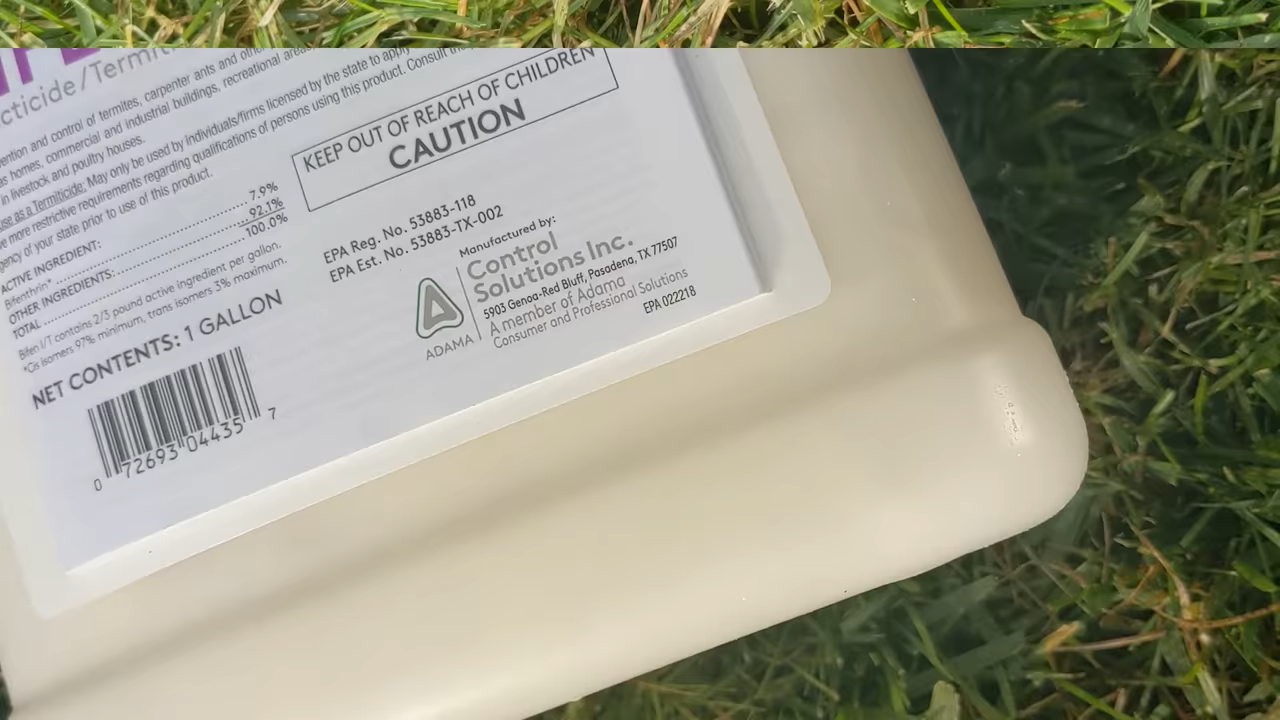 cticide/Termit
ention and control of termites, carpenter ants and othe
as homes, commercial and industrial buildings, recreational areas
in livestock and poultry houses.
use as a Termiticide: May only be used by individuals/firms licensed by the state to apply
e more restrictive requirements regarding qualifications of persons using this product. Consult the
gency of your state prior to use of this product.
ACTIVE INGREDIENT:
Bifenthrin* ........ 7.9%
OTHER INGREDIENTS: ........ 92.1%
TOTAL ........ 100.0%
Bifen I/T contains 2/3 pound active ingredient per gallon.
*Cis isomers 97% minimum, trans isomers 3% maximum.
NET CONTENTS: 1 GALLON
0 72693 04435 7
KEEP OUT OF REACH OF CHILDREN
CAUTION
EPA Reg. No. 53883-118
EPA Est. No. 53883-TX-002
ADAMA
Manufactured by:
Control
Solutions Inc.
5903 Genoa-Red Bluff, Pasadena, TX 77507
A member of Adama
Consumer and Professional Solutions
EPA 022218